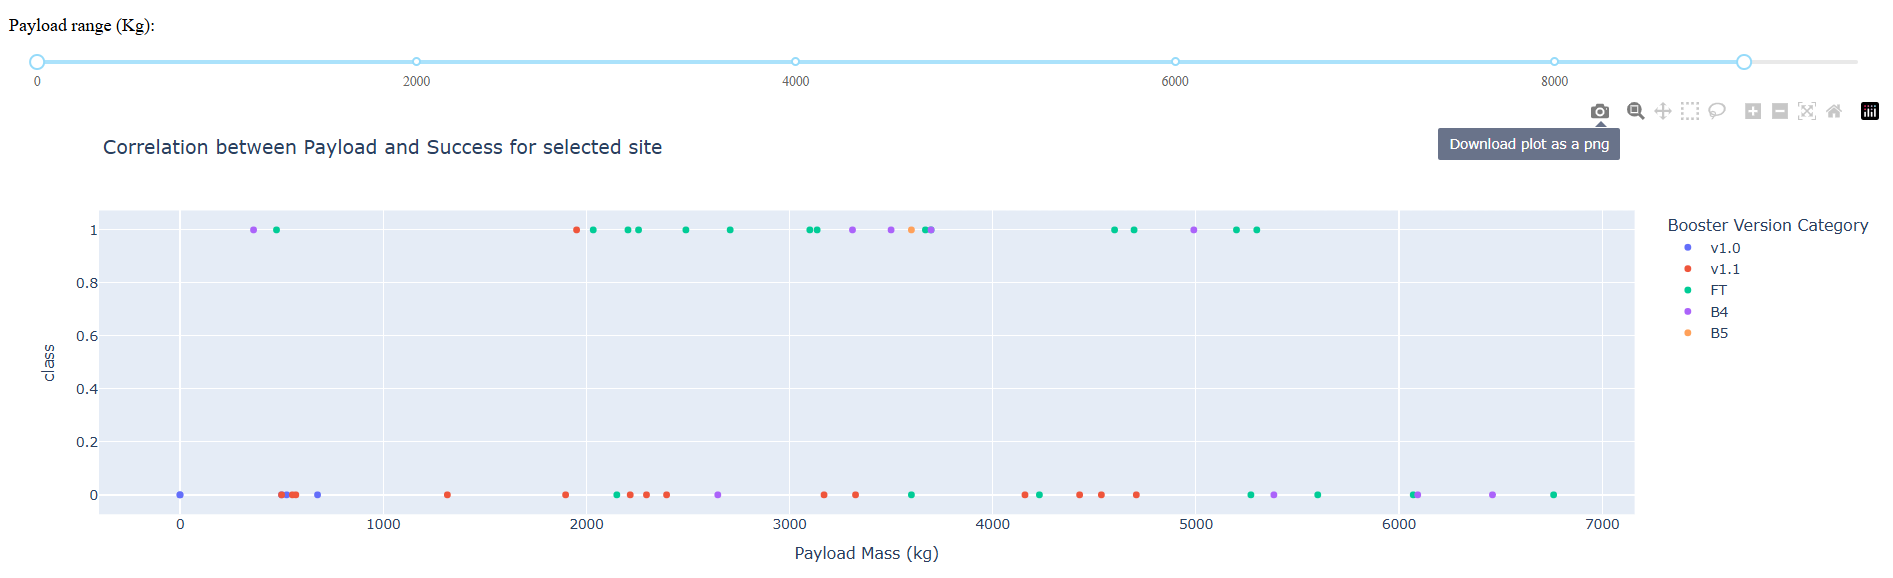 Payload range (Kg):
0 2000 4000 6000 8000
Download plot as a png
Correlation between Payload and Success for selected site
Booster Version Category
v1.0
v1.1
FT
B4
B5
class
1
0.8
0.6
0.4
0.2
0
0 1000 2000 3000 4000 5000 6000 7000
Payload Mass (kg)